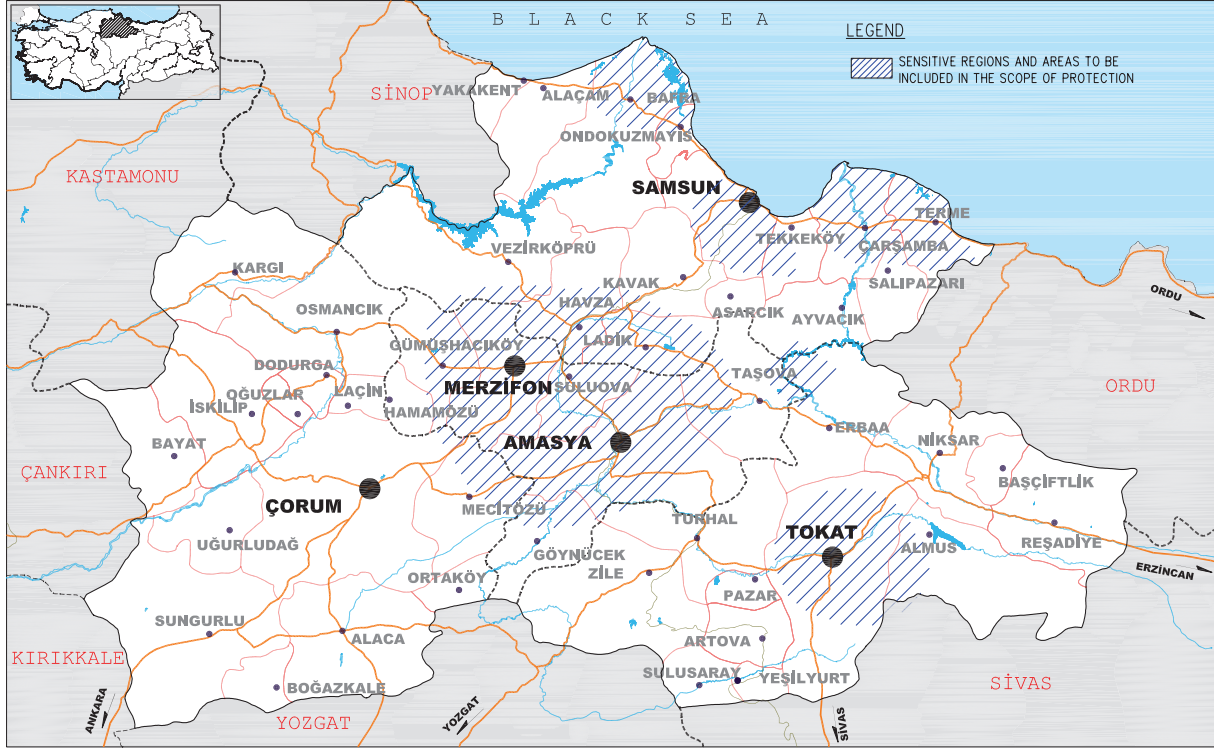 BLACK SEA
LEGEND
SENSITIVE REGIONS AND AREAS TO BE
INCLUDED IN THE SCOPE OF PROTECTION
SİNOP
YAKAKENT
ALAÇAM
BAFRA
ONDOKUZMAYIS
KASTAMONU
SAMSUN
TERME
TEKKEKÖY
ÇARŞAMBA
VEZİRKÖPRÜ
KARGI
KAVAK
SALIPAZARI
ORDU
HAVZA
ASARCIK
AYVACIK
OSMANCIK
GÜMÜŞHACIKÖY
LADİK
DODURGA
TAŞOVA
ORDU
MERZİFON
SULUOVA
OĞUZLAR
LAÇİN
İSKİLİP
HAMAMÖZÜ
ERBAA
BAYAT
AMASYA
NİKSAR
ÇANKIRI
BAŞÇİFTLİK
ÇORUM
MECİTÖZÜ
TURHAL
TOKAT
UĞURLUDAĞ
ALMUS
REŞADİYE
GÖYNÜCEK
ERZİNCAN
ORTAKÖY
ZİLE
PAZAR
SUNGURLU
ALACA
ARTOVA
KIRIKKALE
SULUSARAY
YEŞİLYURT
SİVAS
BOĞAZKALE
ANKARA
YOZGAT
YOZGAT
SİVAS